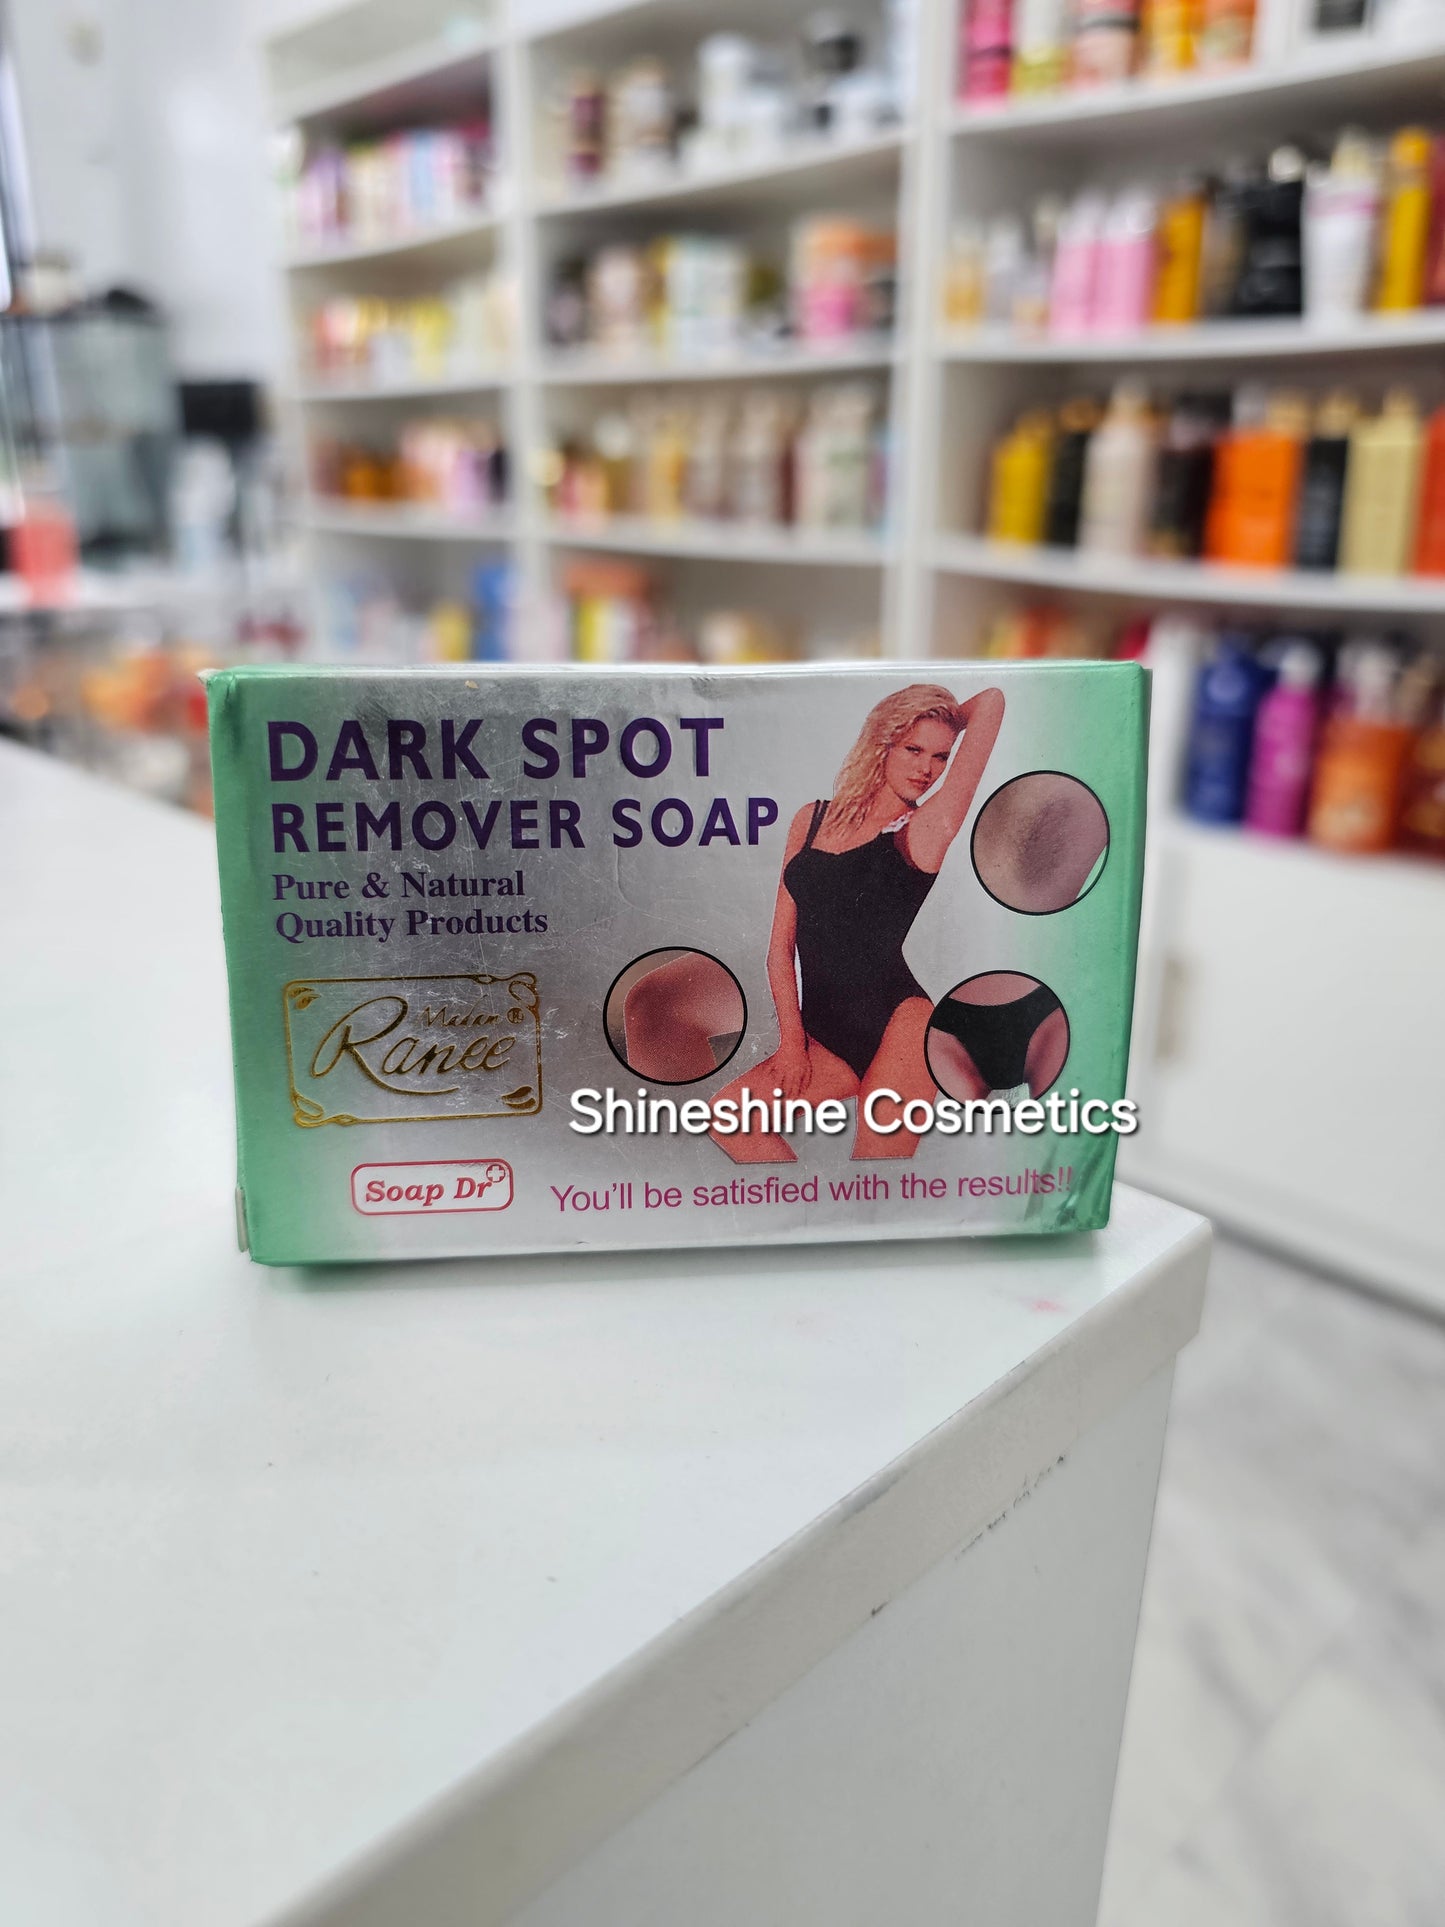 DARK SPOT
REMOVER SOAP
Pure & Natural
Quality Products
Madam ®
Ranee
Shineshine Cosmetics
Soap Dr
You'll be satisfied with the results!!